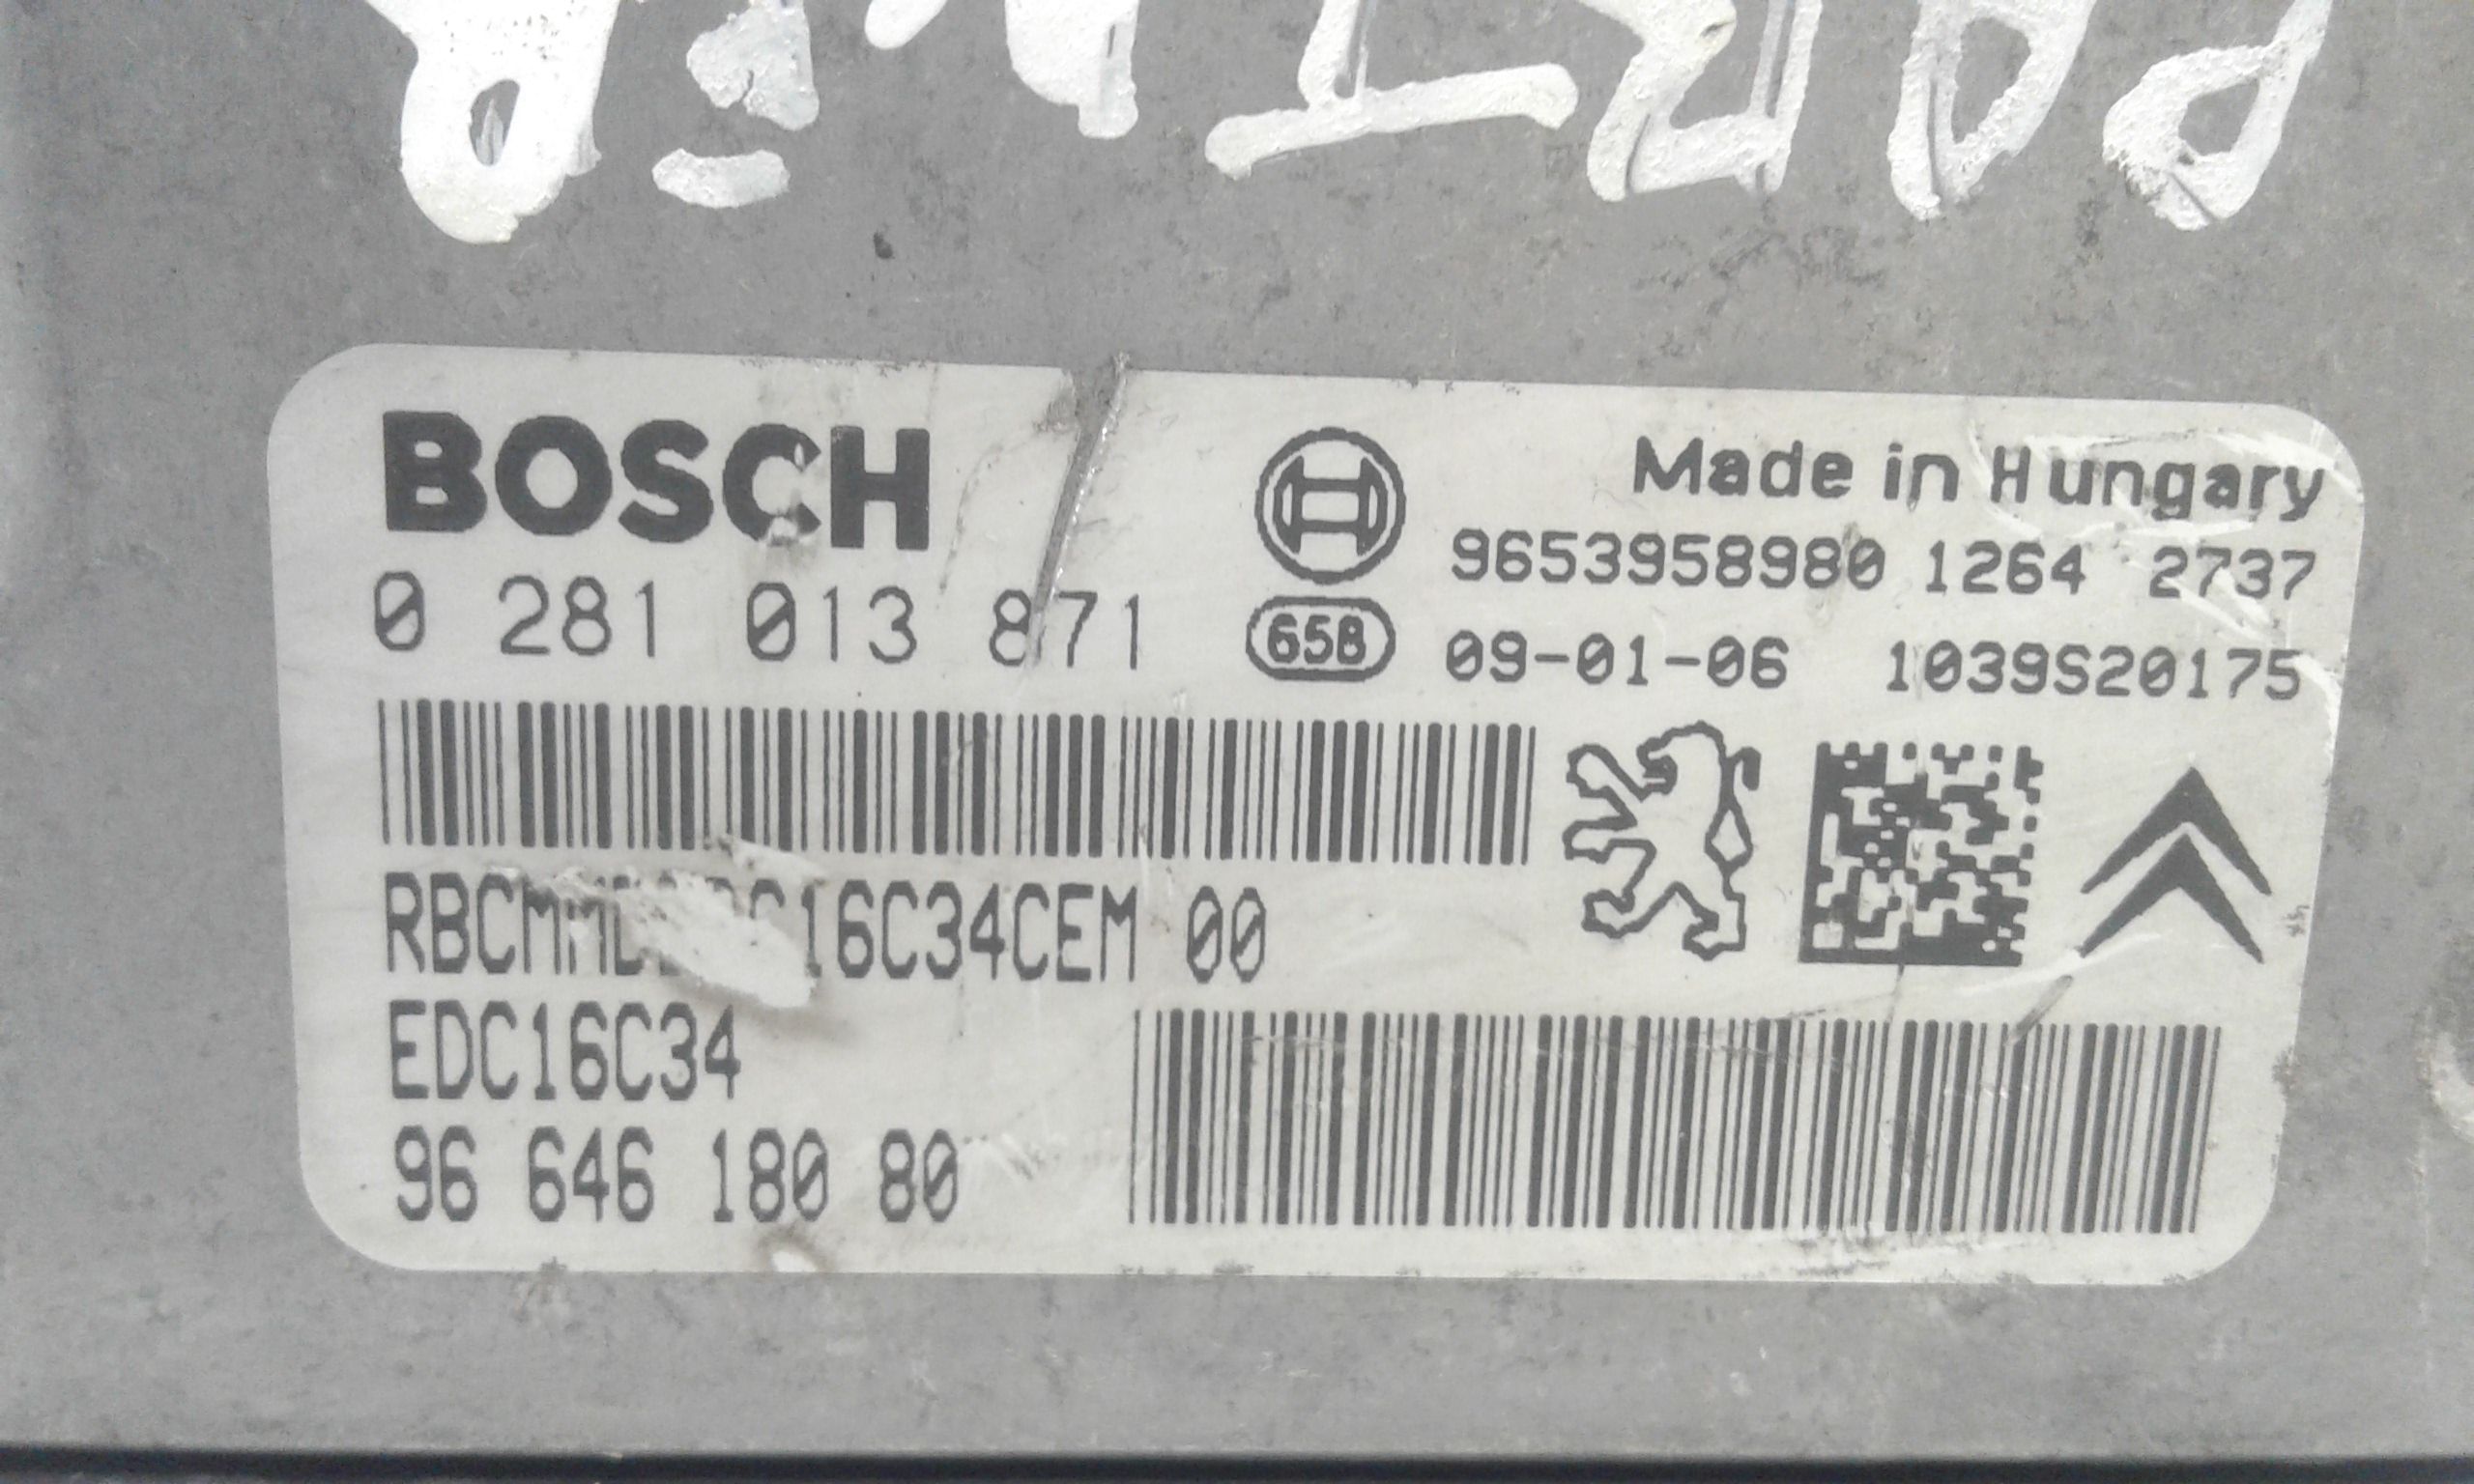 BOSCH
0 281 013 871
658
Made in Hungary
9653958980 1264 2737
09-01-06 1039S20175
00
EDC16C34
96 646 180 80